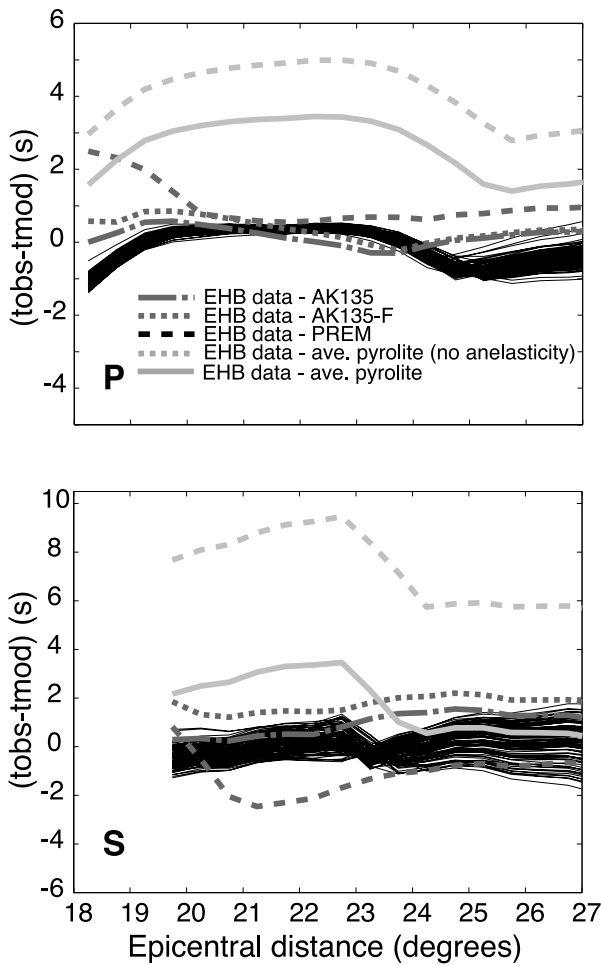 6
4
2
0
-2
-4
(tobs-tmod) (s)
EHB data - AK135
EHB data - AK135-F
EHB data - PREM
EHB data - ave. pyrolite (no anelasticity)
EHB data - ave. pyrolite
P
10
8
6
4
2
0
-2
-4
-6
(tobs-tmod) (s)
S
18 19 20 21 22 23 24 25 26 27
Epicentral distance (degrees)